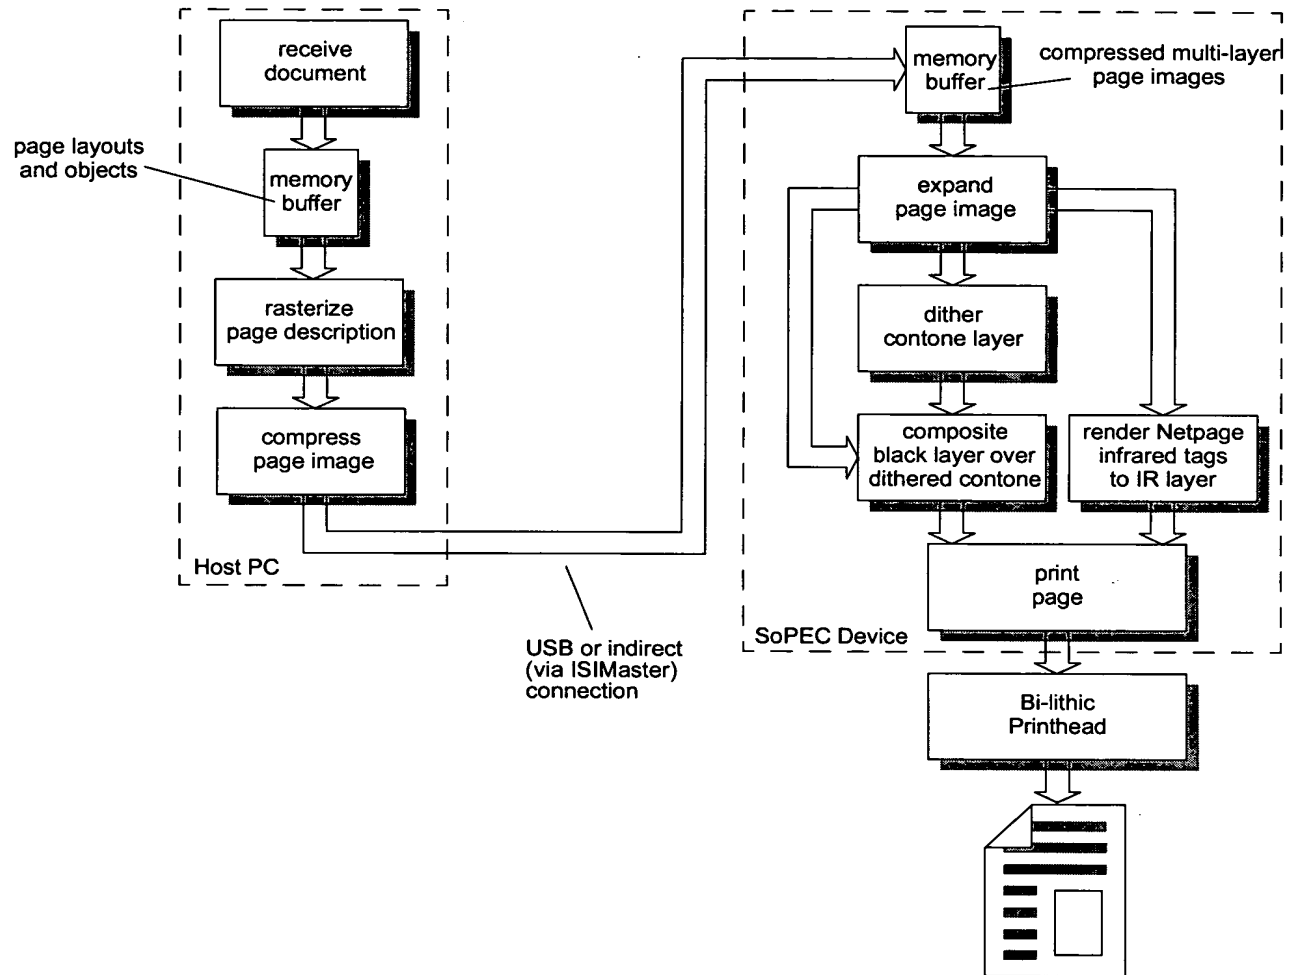 receive
document
page layouts
and objects
memory
buffer
rasterize
page description
compress
page image
Host PC
USB or indirect
(via ISIMaster)
connection
memory
buffer
compressed multi-layer
page images
expand
page image
dither
contone layer
composite
black layer over
dithered contone
render Netpage
infrared tags
to IR layer
print
page
SoPEC Device
Bi-lithic
Printhead